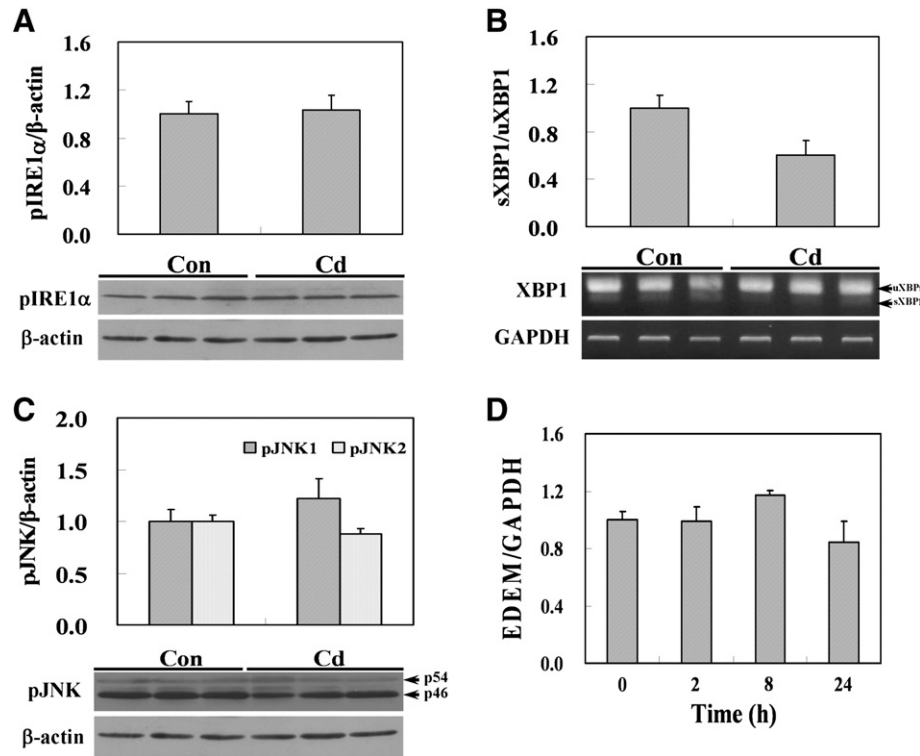 A
1.6
1.2
0.8
0.4
0.0
pIRE1α/β-actin
Con Cd
pIRE1α
β-actin
B
1.6
1.2
0.8
0.4
0.0
sXBP1/uXBP1
Con Cd
XBP1
uXBP
sXBP1
GAPDH
C
2.0
1.5
1.0
0.5
0.0
pJNK/β-actin
pJNK1 pJNK2
Con Cd
pJNK
p54
p46
β-actin
D
1.6
1.2
0.8
0.4
0.0
EDEM/GAPDH
0 2 8 24
Time (h)